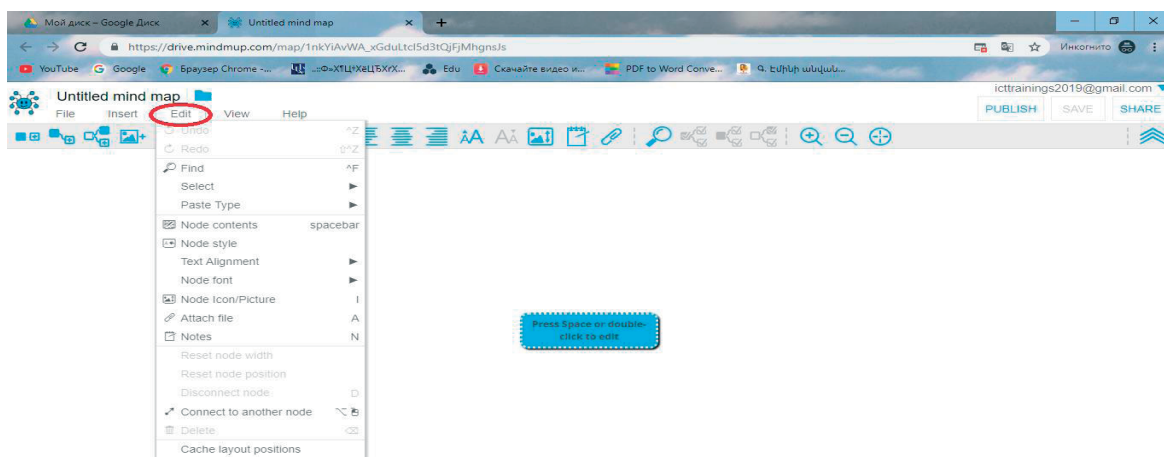 Мой диск – Google Диск
Untitled mind map
https://drive.mindmup.com/map/1nkYiAvWA_xGduLtcI5d3tQjFjMhgnsJs
Инкогнито
YouTube Google Браузер Chrome -... Edu Скачайте видео и... PDF to Word Conve...
icttrainings2019@gmail.com
Untitled mind map
File Insert Edit View Help
PUBLISH SAVE SHARE
Undo ^Z
Redo ⇧^Z
Find ^F
Select
Paste Type
Node contents spacebar
Node style
Text Alignment
Node font
Node Icon/Picture I
Attach file A
Notes N
Reset node width
Reset node position
Disconnect node D
Connect to another node
Delete
Cache layout positions
Press Space or double-
click to edit